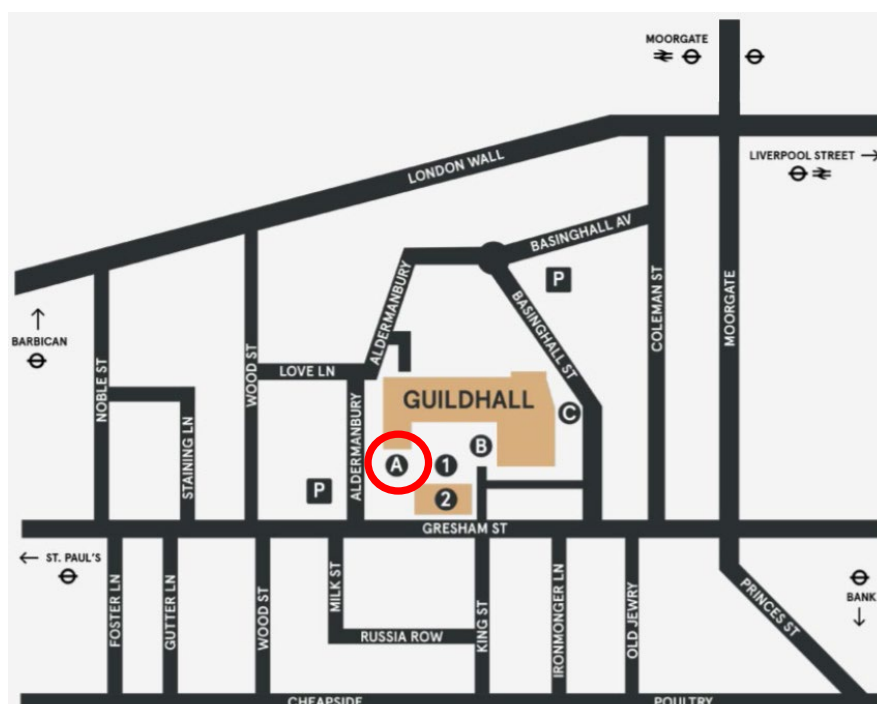 MOORGATE
LIVERPOOL STREET →
LONDON WALL
BASINGHALL AV
P
ALDERMANBURY
BASINGHALL ST
COLEMAN ST
MOORGATE
↑
BARBICAN
NOBLE ST
WOOD ST
LOVE LN
GUILDHALL
STAINING LN
ALDERMANBURY
C
B
A
1
P
2
GRESHAM ST
← ST. PAUL'S
BANK
↓
FOSTER LN
GUTTER LN
WOOD ST
MILK ST
RUSSIA ROW
KING ST
IRONMONGER LN
OLD JEWRY
PRINCES ST
CHEAPSIDE
POULTRY